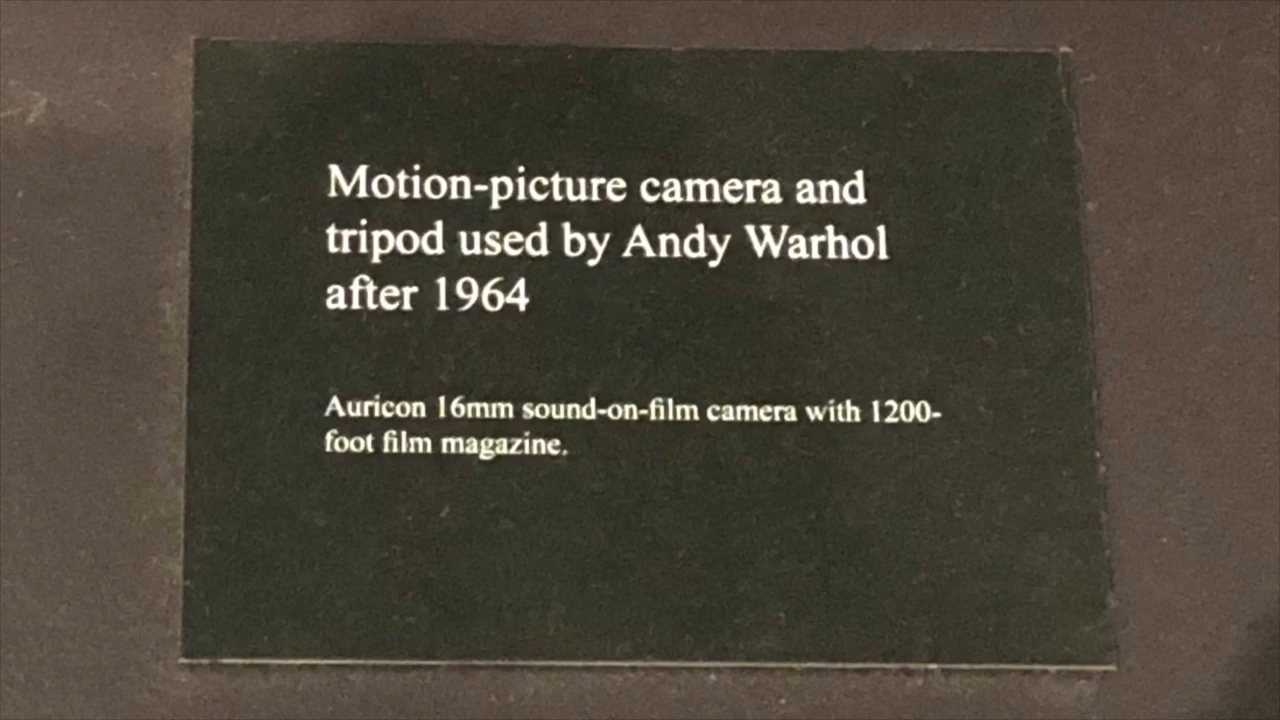 Motion-picture camera and
tripod used by Andy Warhol
after 1964
Auricon 16mm sound-on-film camera with 1200-
foot film magazine.